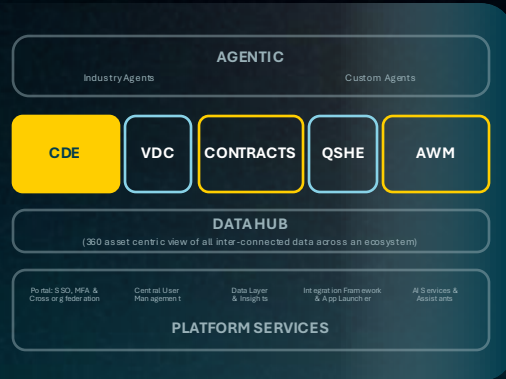 AGENTIC
Industry Agents
Custom Agents
CDE
VDC
CONTRACTS
QSHE
AWM
DATA HUB
(360 asset centric view of all inter-connected data across an ecosystem)
Portal: SSO, MFA &
Cross org federation
Central User
Management
Data Layer
& Insights
Integration Framework
& App Launcher
AI Services &
Assistants
PLATFORM SERVICES